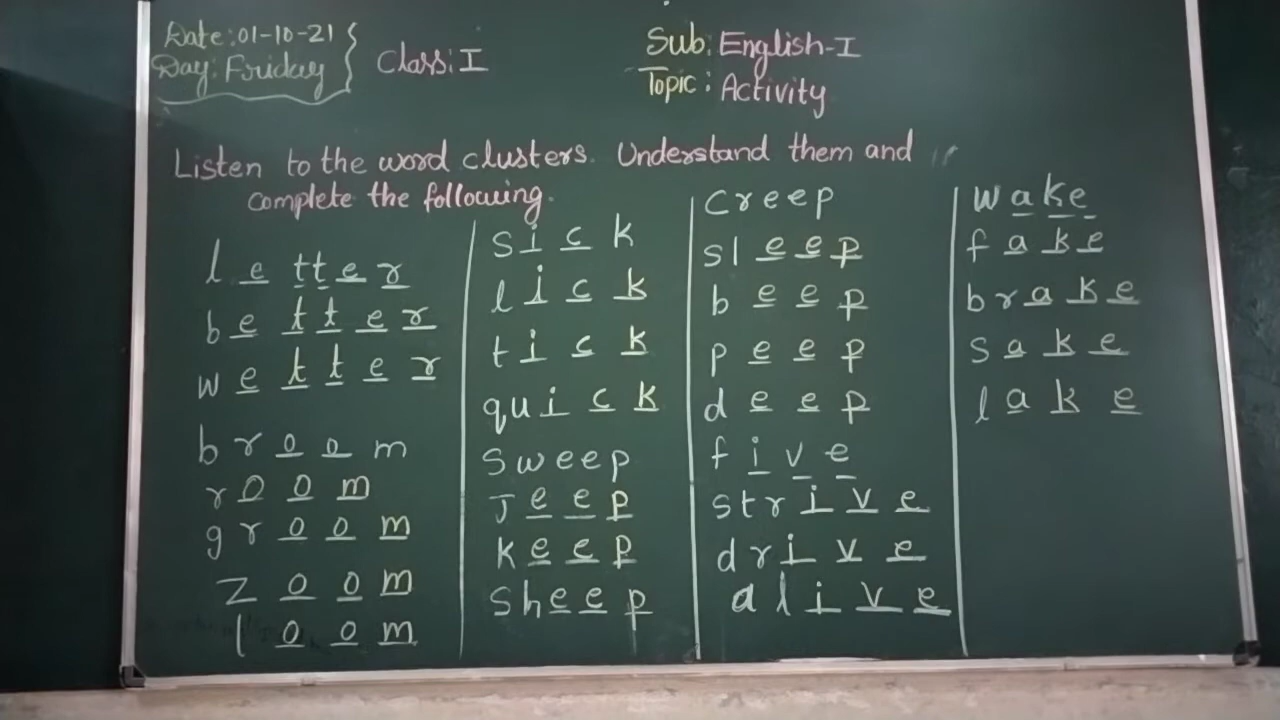 Date: 01-10-21
Day: Friday
Class: I
Sub: English-I
Topic: Activity
Listen to the word clusters. Understand them and
complete the following.
letter
better
wetter
broom
room
groom
zoom
loom
sick
lick
tick
quick
sweep
Jeep
keep
sheep
creep
sleep
beep
peep
deep
five
strive
drive
alive
wake
fake
brake
sake
lake